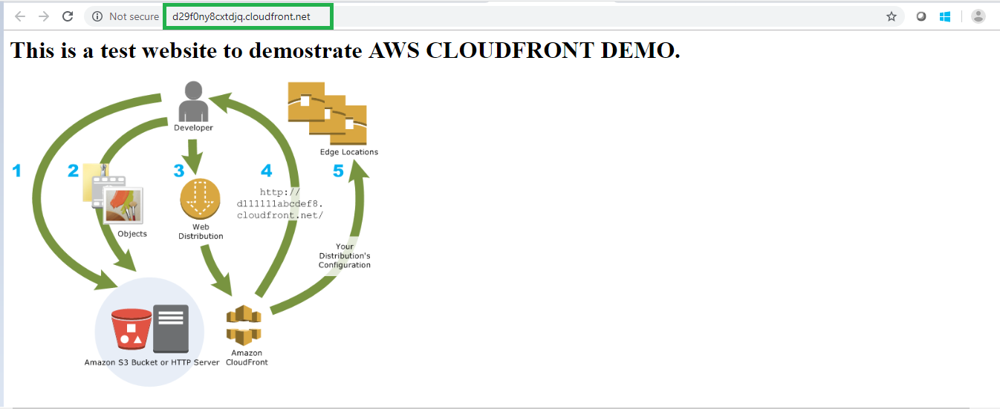 Not secure
d29f0ny8cxtdjq.cloudfront.net
This is a test website to demostrate AWS CLOUDFRONT DEMO.
Developer
Edge Locations
1
2
3
4
5
http://
d111111abcdef8.
cloudfront.net/
Objects
Web
Distribution
Your
Distribution's
Configuration
Amazon S3 Bucket or HTTP Server
Amazon
CloudFront